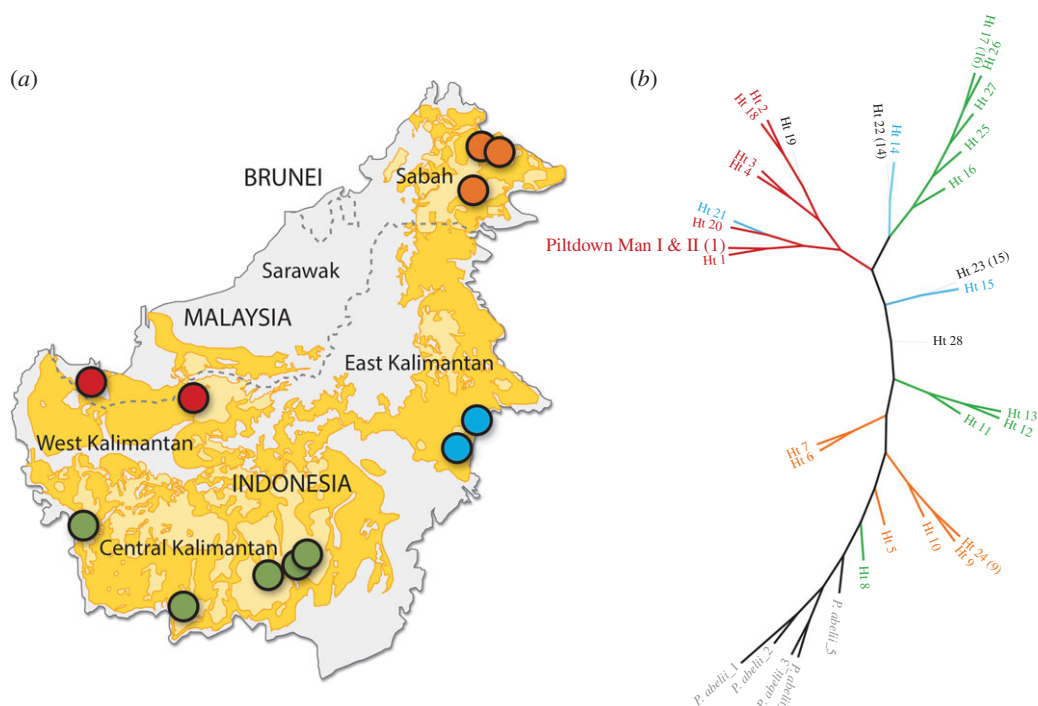 (a)
BRUNEI
Sabah
Sarawak
MALAYSIA
East Kalimantan
West Kalimantan
INDONESIA
Central Kalimantan
(b)
Ht 2
Ht 18
Ht 19
Ht 3
Ht 4
Ht 21
Ht 20
Piltdown Man I & II (1)
Ht 1
Ht 22 (14)
Ht 14
Ht 17 (16)
Ht 26
Ht 27
Ht 25
Ht 16
Ht 23 (15)
Ht 15
Ht 28
Ht 13
Ht 12
Ht 11
Ht 7
Ht 6
Ht 24 (9)
Ht 9
Ht 10
Ht 5
Ht 8
P. abelii_5
P. abelii_1
P. abelii_2
P. abelii_3
P. abelii